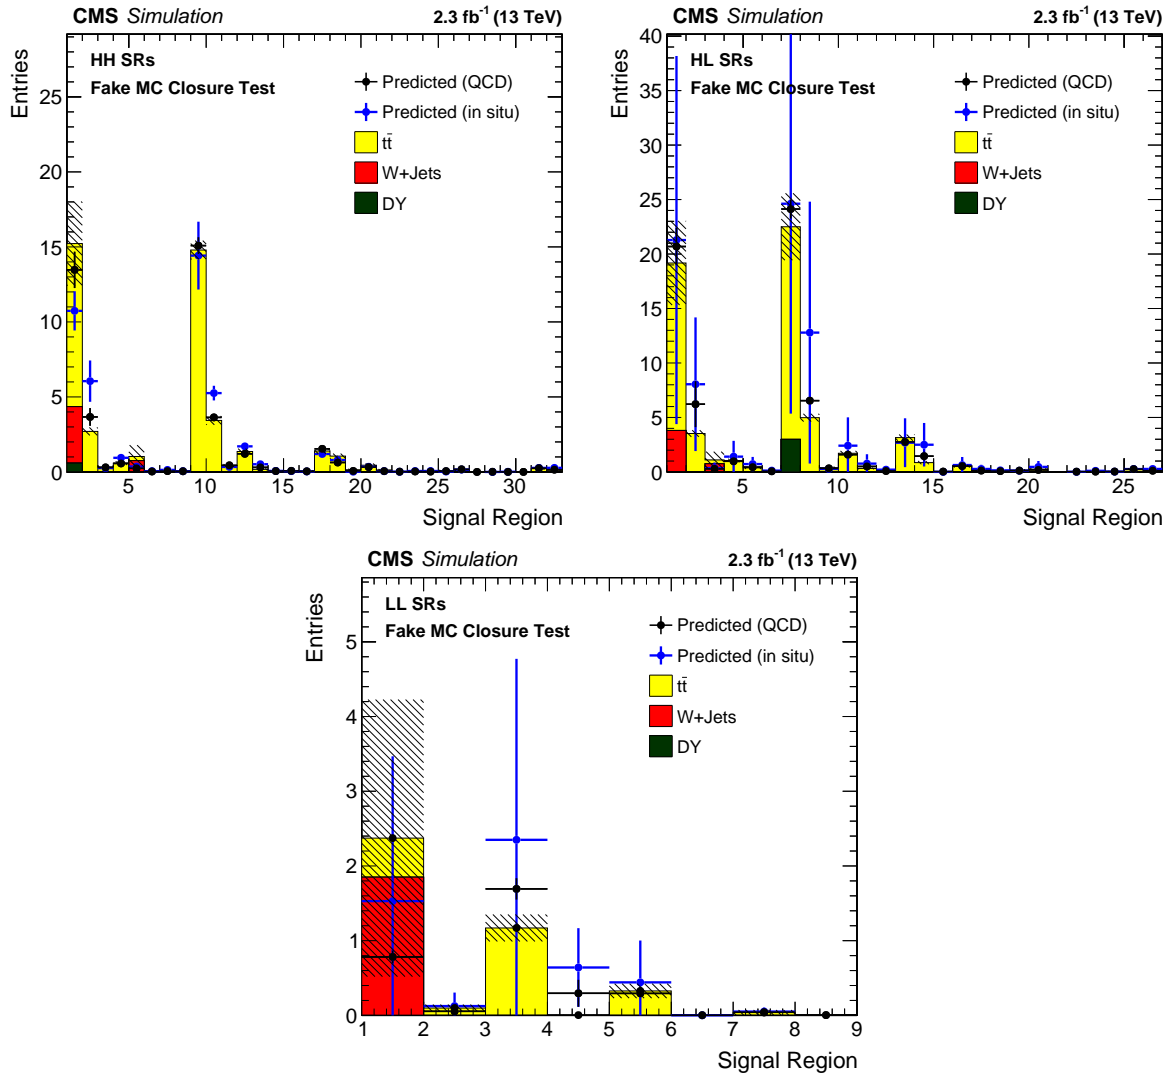 CMS Simulation 2.3 fb⁻¹ (13 TeV)
HH SRs
Fake MC Closure Test
Predicted (QCD)
Predicted (in situ)
tt̄
W+Jets
DY
Entries
0
5
10
15
20
25
5 10 15 20 25 30
Signal Region
CMS Simulation 2.3 fb⁻¹ (13 TeV)
HL SRs
Fake MC Closure Test
Predicted (QCD)
Predicted (in situ)
tt̄
W+Jets
DY
Entries
0
5
10
15
20
25
30
35
40
5 10 15 20 25
Signal Region
CMS Simulation 2.3 fb⁻¹ (13 TeV)
LL SRs
Fake MC Closure Test
Predicted (QCD)
Predicted (in situ)
tt̄
W+Jets
DY
Entries
0
1
2
3
4
5
1 2 3 4 5 6 7 8 9
Signal Region